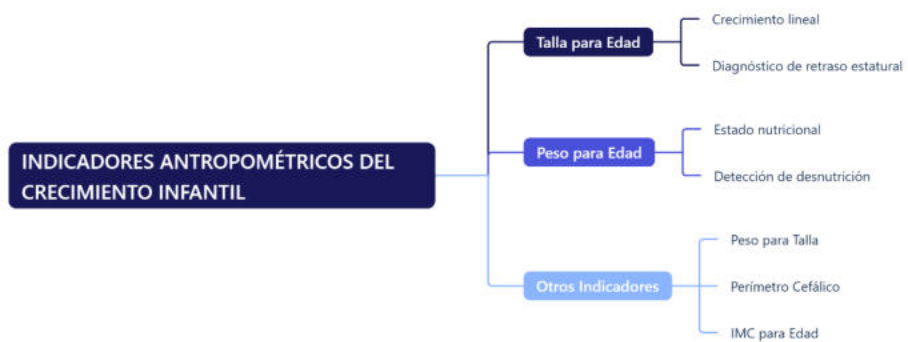 INDICADORES ANTROPOMÉTRICOS DEL
CRECIMIENTO INFANTIL
Talla para Edad
Crecimiento lineal
Diagnóstico de retraso estatural
Peso para Edad
Estado nutricional
Detección de desnutrición
Otros Indicadores
Peso para Talla
Perímetro Cefálico
IMC para Edad